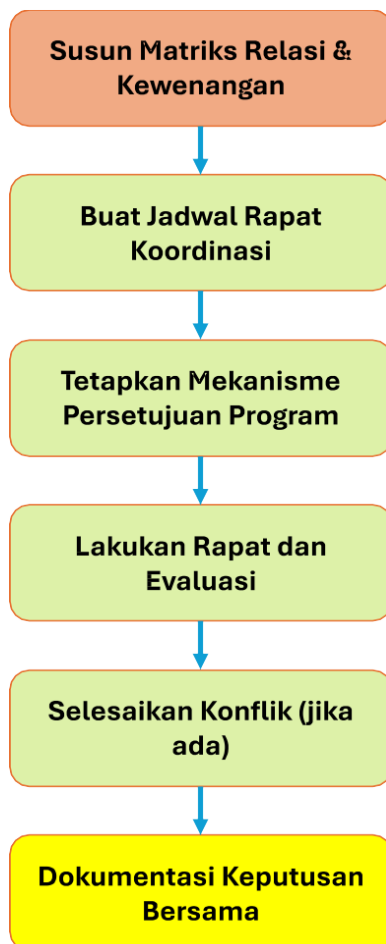 Susun Matriks Relasi &
Kewenangan
Buat Jadwal Rapat
Koordinasi
Tetapkan Mekanisme
Persetujuan Program
Lakukan Rapat dan
Evaluasi
Selesaikan Konflik (jika
ada)
Dokumentasi Keputusan
Bersama